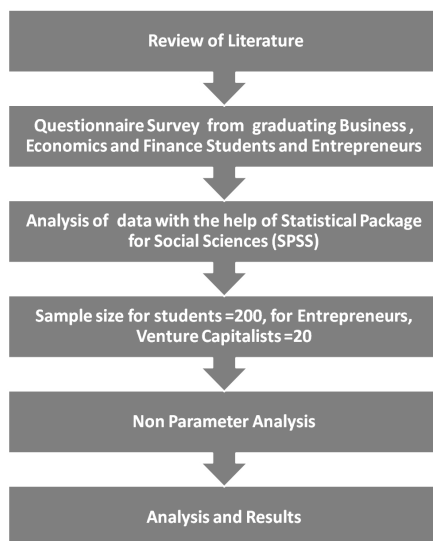 Review of Literature
Questionnaire Survey from graduating Business ,
Economics and Finance Students and Entrepreneurs
Analysis of data with the help of Statistical Package
for Social Sciences (SPSS)
Sample size for students =200, for Entrepreneurs,
Venture Capitalists =20
Non Parameter Analysis
Analysis and Results